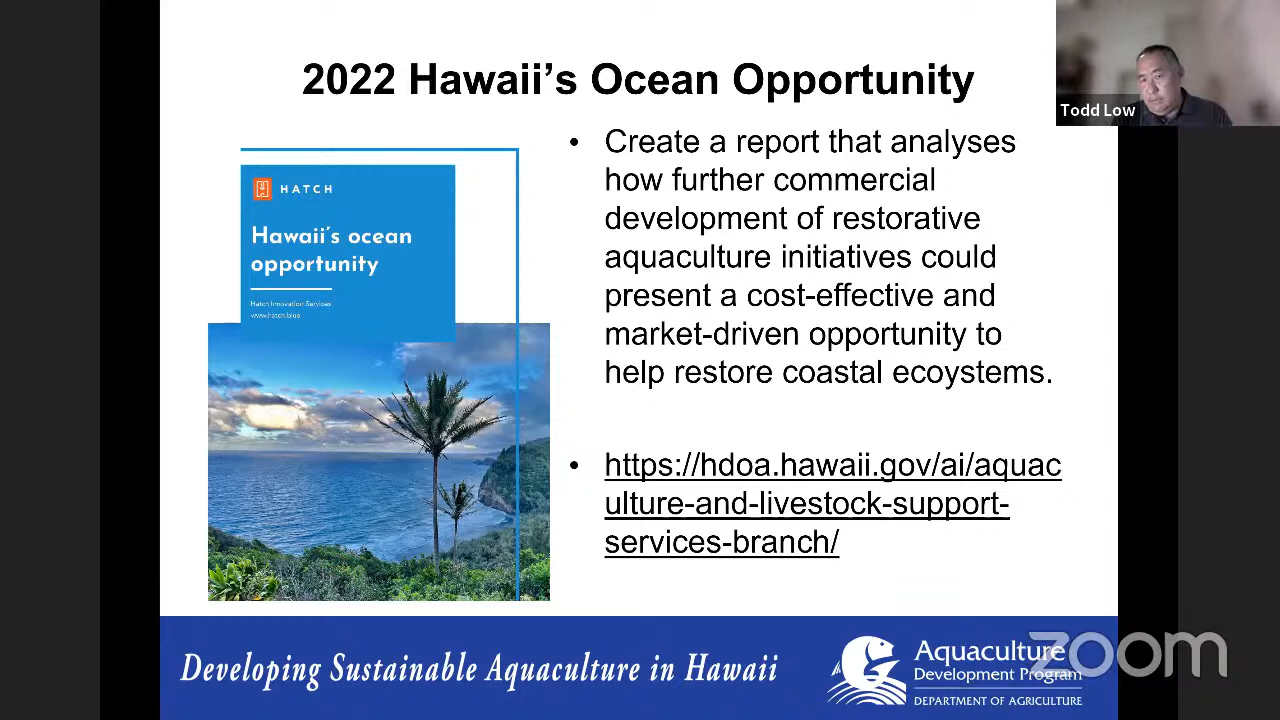 2022 Hawaii’s Ocean Opportunity
Todd Low
HATCH
Hawaii's ocean
opportunity
Hatch Innovation Services
www.hatch.blue
• Create a report that analyses
how further commercial
development of restorative
aquaculture initiatives could
present a cost-effective and
market-driven opportunity to
help restore coastal ecoystems.
• https://hdoa.hawaii.gov/ai/aquac
ulture-and-livestock-support-
services-branch/
Developing Sustainable Aquaculture in Hawaii
Aquaculture
Development Program
DEPARTMENT OF AGRICULTURE
zoom